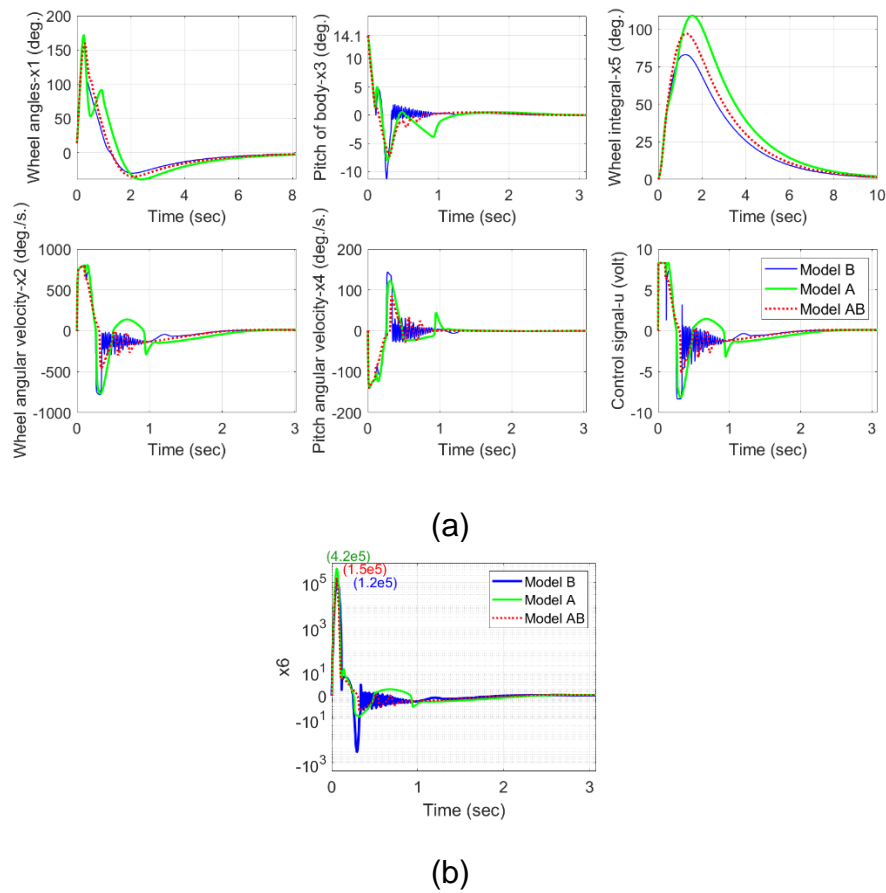 Wheel angles-x1 (deg.)
200
150
100
50
0
0 2 4 6 8
Time (sec)
Pitch of body-x3 (deg.)
14.1
10
5
0
-5
-10
0 1 2 3
Time (sec)
Wheel integral-x5 (deg.)
100
75
50
25
0
0 2 4 6 8 10
Time (sec)
Wheel angular velocity-x2 (deg./s.)
1000
500
0
-500
-1000
0 1 2 3
Time (sec)
Pitch angular velocity-x4 (deg./s.)
200
100
0
-100
-200
0 1 2 3
Time (sec)
Control signal-u (volt)
10
5
0
-5
-10
0 1 2 3
Time (sec)
Model B
Model A
Model AB
(a)
(4.2e5)
(1.5e5)
(1.2e5)
x6
10^5
10^3
10^1
0
-10^1
-10^3
0 1 2 3
Time (sec)
Model B
Model A
Model AB
(b)